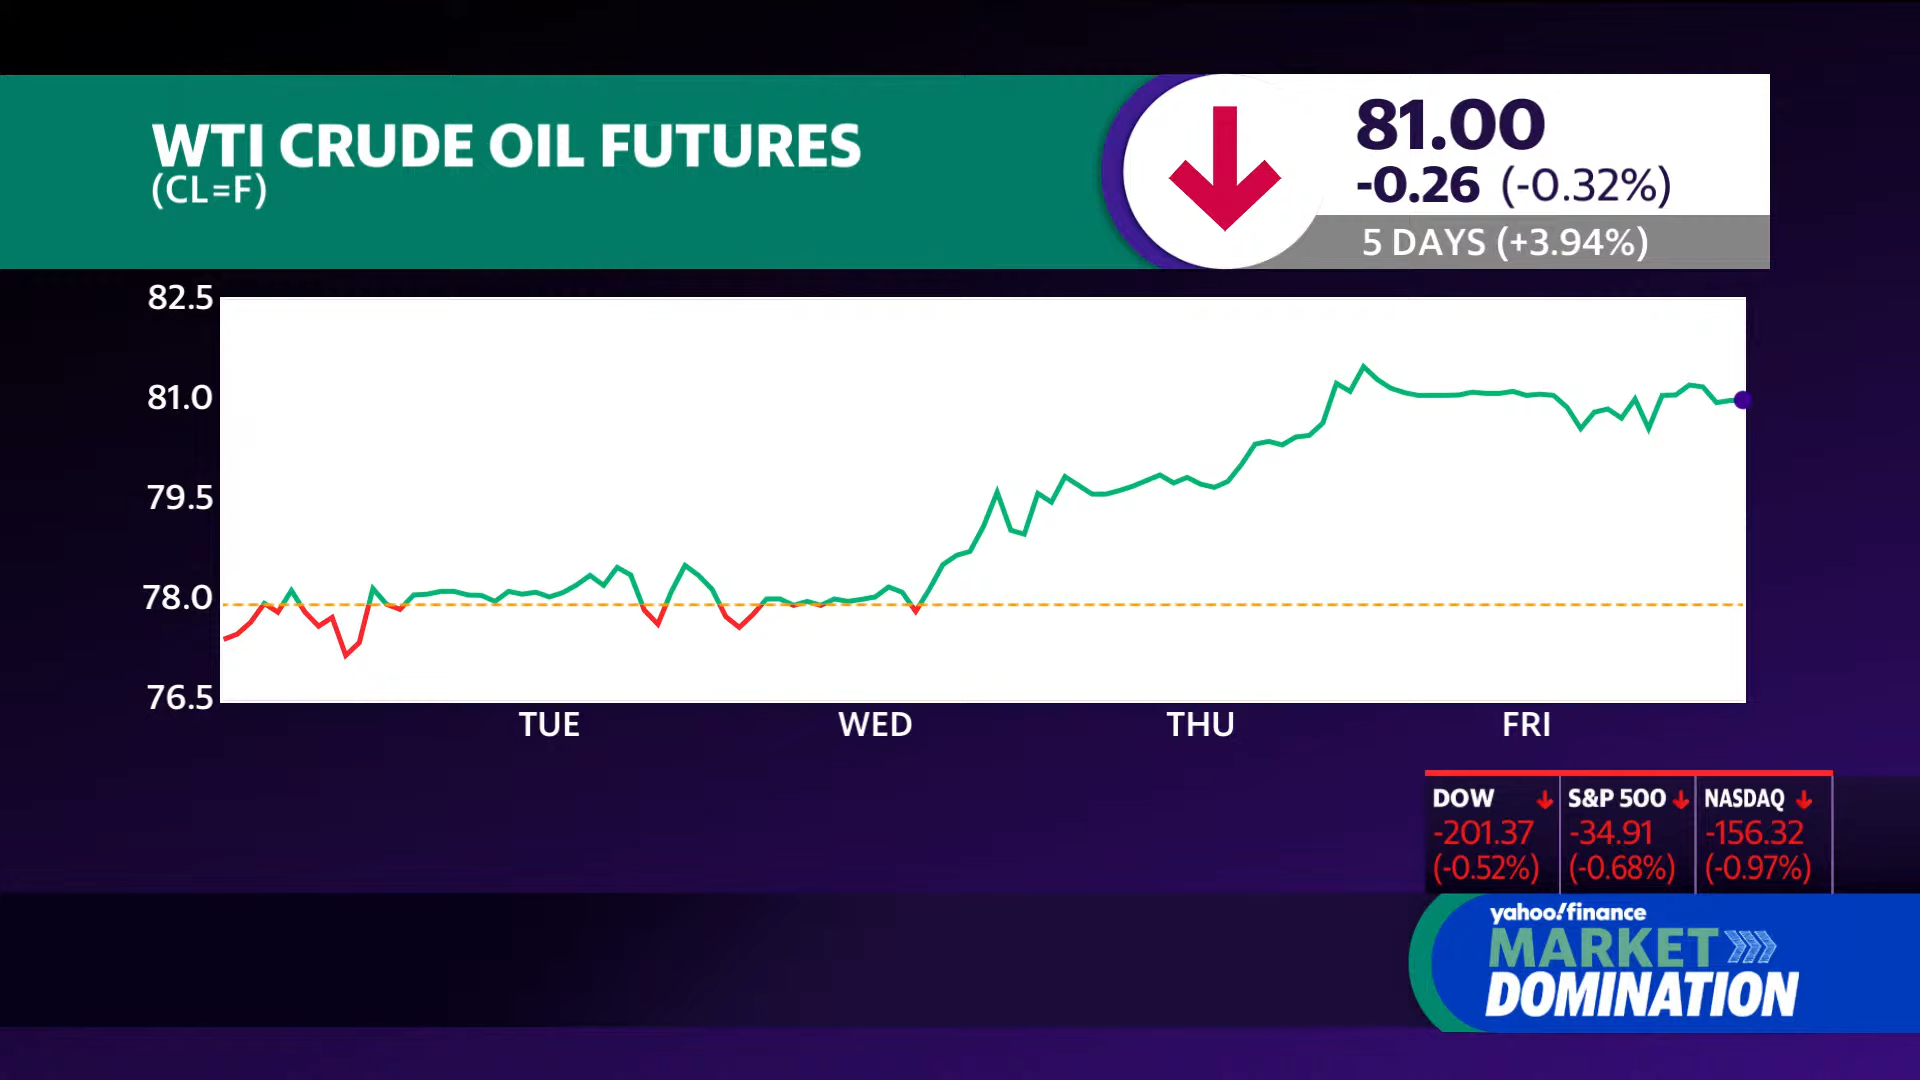 WTI CRUDE OIL FUTURES
(CL=F)
81.00
-0.26 (-0.32%)
5 DAYS (+3.94%)
82.5
81.0
79.5
78.0
76.5
TUE WED THU FRI
DOW S&P 500 NASDAQ
-201.37 -34.91 -156.32
(-0.52%) (-0.68%) (-0.97%)
yahoo!finance
MARKET
DOMINATION